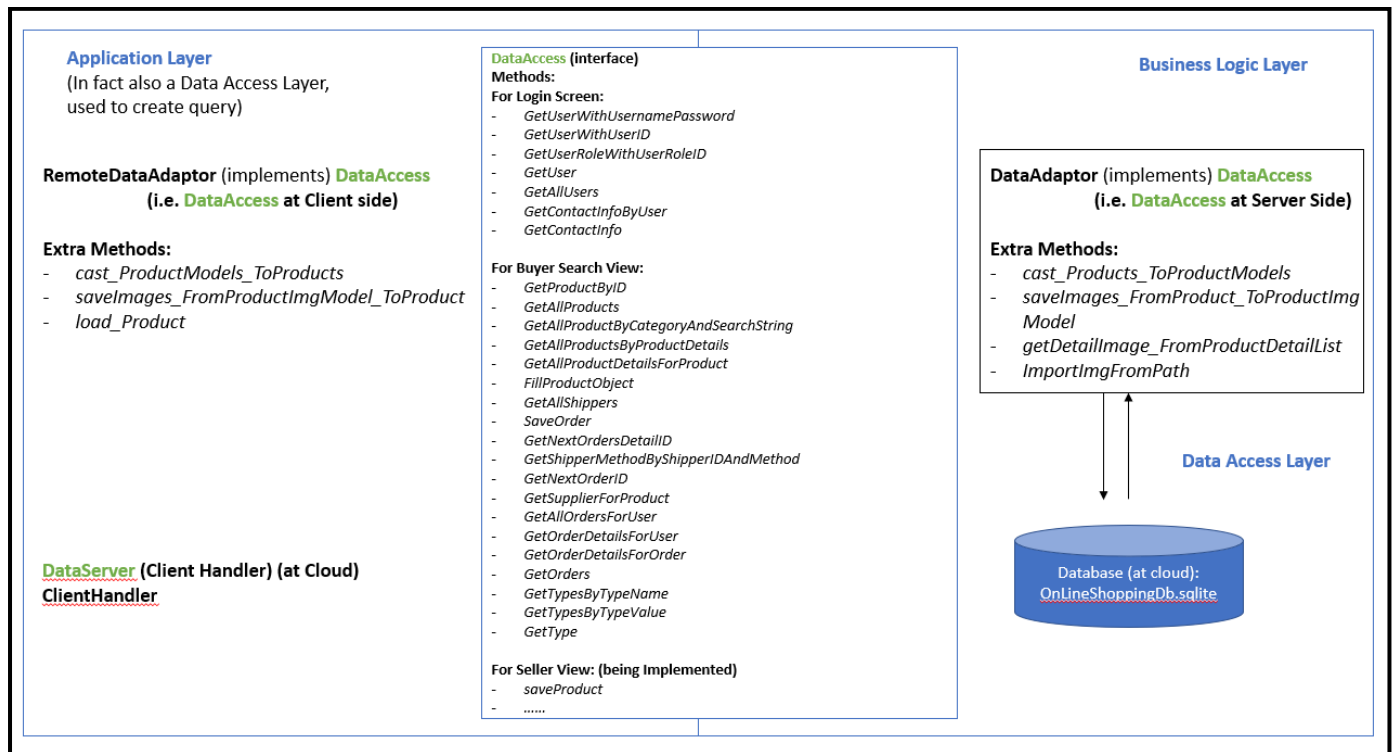 Application Layer
(In fact also a Data Access Layer,
used to create query)
RemoteDataAdaptor (implements) DataAccess
(i.e. DataAccess at Client side)
Extra Methods:
- cast_ProductModels_ToProducts
- saveImages_FromProductImgModel_ToProduct
- load_Product
DataServer (Client Handler) (at Cloud)
ClientHandler
DataAccess (interface)
Methods:
For Login Screen:
- GetUserWithUsernamePassword
- GetUserWithUserID
- GetUserRoleWithUserRoleID
- GetUser
- GetAllUsers
- GetContactInfoByUser
- GetContactInfo
For Buyer Search View:
- GetProductByID
- GetAllProducts
- GetAllProductByCategoryAndSearchString
- GetAllProductsByProductDetails
- GetAllProductDetailsForProduct
- FillProductObject
- GetAllShippers
- SaveOrder
- GetNextOrdersDetailID
- GetShipperMethodByShipperIDAndMethod
- GetNextOrderID
- GetSupplierForProduct
- GetAllOrdersForUser
- GetOrderDetailsForUser
- GetOrderDetailsForOrder
- GetOrders
- GetTypesByTypeName
- GetTypesByTypeValue
- GetType
For Seller View: (being Implemented)
- saveProduct
- ......
Business Logic Layer
DataAdaptor (implements) DataAccess
(i.e. DataAccess at Server Side)
Extra Methods:
- cast_Products_ToProductModels
- saveImages_FromProduct_ToProductImg
Model
- getDetailImage_FromProductDetailList
- ImportImgFromPath
Data Access Layer
Database (at cloud):
OnLineShoppingDb.sqlite